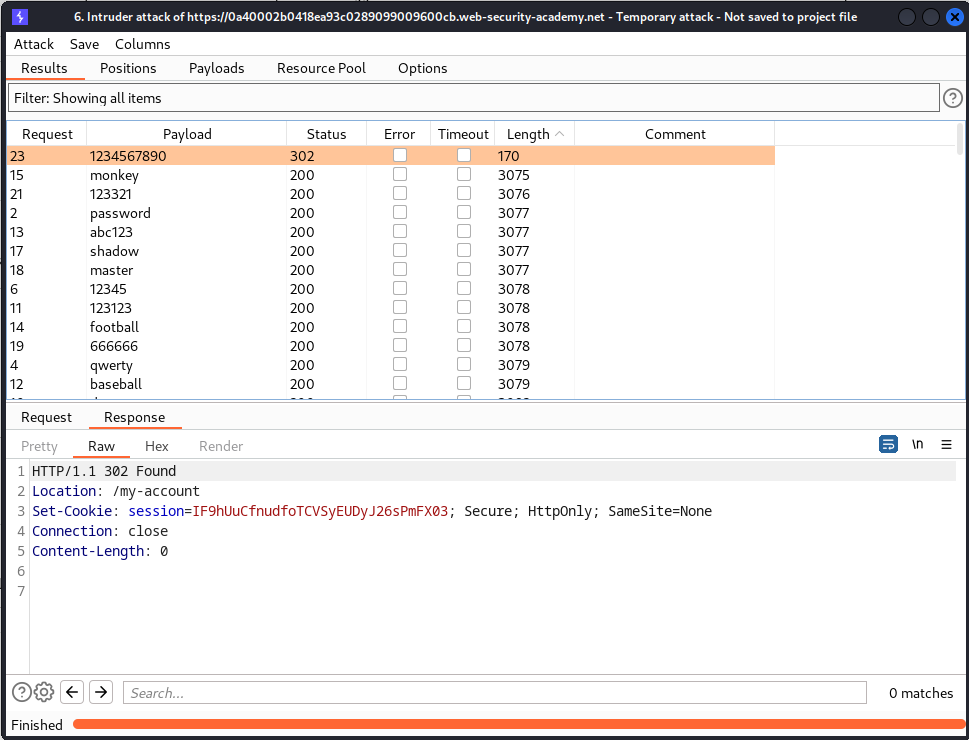 6. Intruder attack of https://0a40002b0418ea93c0289099009600cb.web-security-academy.net - Temporary attack - Not saved to project file
Attack Save Columns
Results Positions Payloads Resource Pool Options
Filter: Showing all items
?
Request Payload Status Error Timeout Length Comment
23 1234567890 302 170
15 monkey 200 3075
21 123321 200 3076
2 password 200 3077
13 abc123 200 3077
17 shadow 200 3077
18 master 200 3077
6 12345 200 3078
11 123123 200 3078
14 football 200 3078
19 666666 200 3078
4 qwerty 200 3079
12 baseball 200 3079
Request Response
Pretty Raw Hex Render
\n
1 HTTP/1.1 302 Found
2 Location: /my-account
3 Set-Cookie: session=IF9hUuCfnudfoTCVSyEUDyJ26sPmFX03; Secure; HttpOnly; SameSite=None
4 Connection: close
5 Content-Length: 0
6
7
? Search... 0 matches
Finished